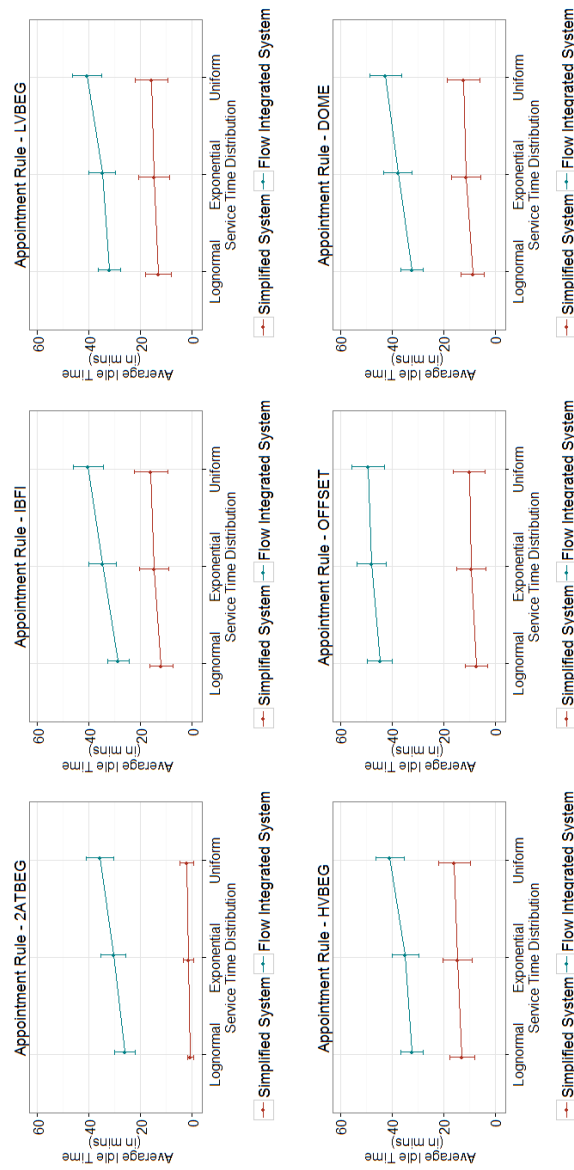 Appointment Rule - 2ATBEG
60
40
20
0
Average Idle Time
(in mins)
Lognormal Exponential Uniform
Service Time Distribution
Simplified System Flow Integrated System
Appointment Rule - IBFI
60
40
20
0
Average Idle Time
(in mins)
Lognormal Exponential Uniform
Service Time Distribution
Simplified System Flow Integrated System
Appointment Rule - LVBEG
60
40
20
0
Average Idle Time
(in mins)
Lognormal Exponential Uniform
Service Time Distribution
Simplified System Flow Integrated System
Appointment Rule - HVBEG
60
40
20
0
Average Idle Time
(in mins)
Lognormal Exponential Uniform
Service Time Distribution
Simplified System Flow Integrated System
Appointment Rule - OFFSET
60
40
20
0
Average Idle Time
(in mins)
Lognormal Exponential Uniform
Service Time Distribution
Simplified System Flow Integrated System
Appointment Rule - DOME
60
40
20
0
Average Idle Time
(in mins)
Lognormal Exponential Uniform
Service Time Distribution
Simplified System Flow Integrated System